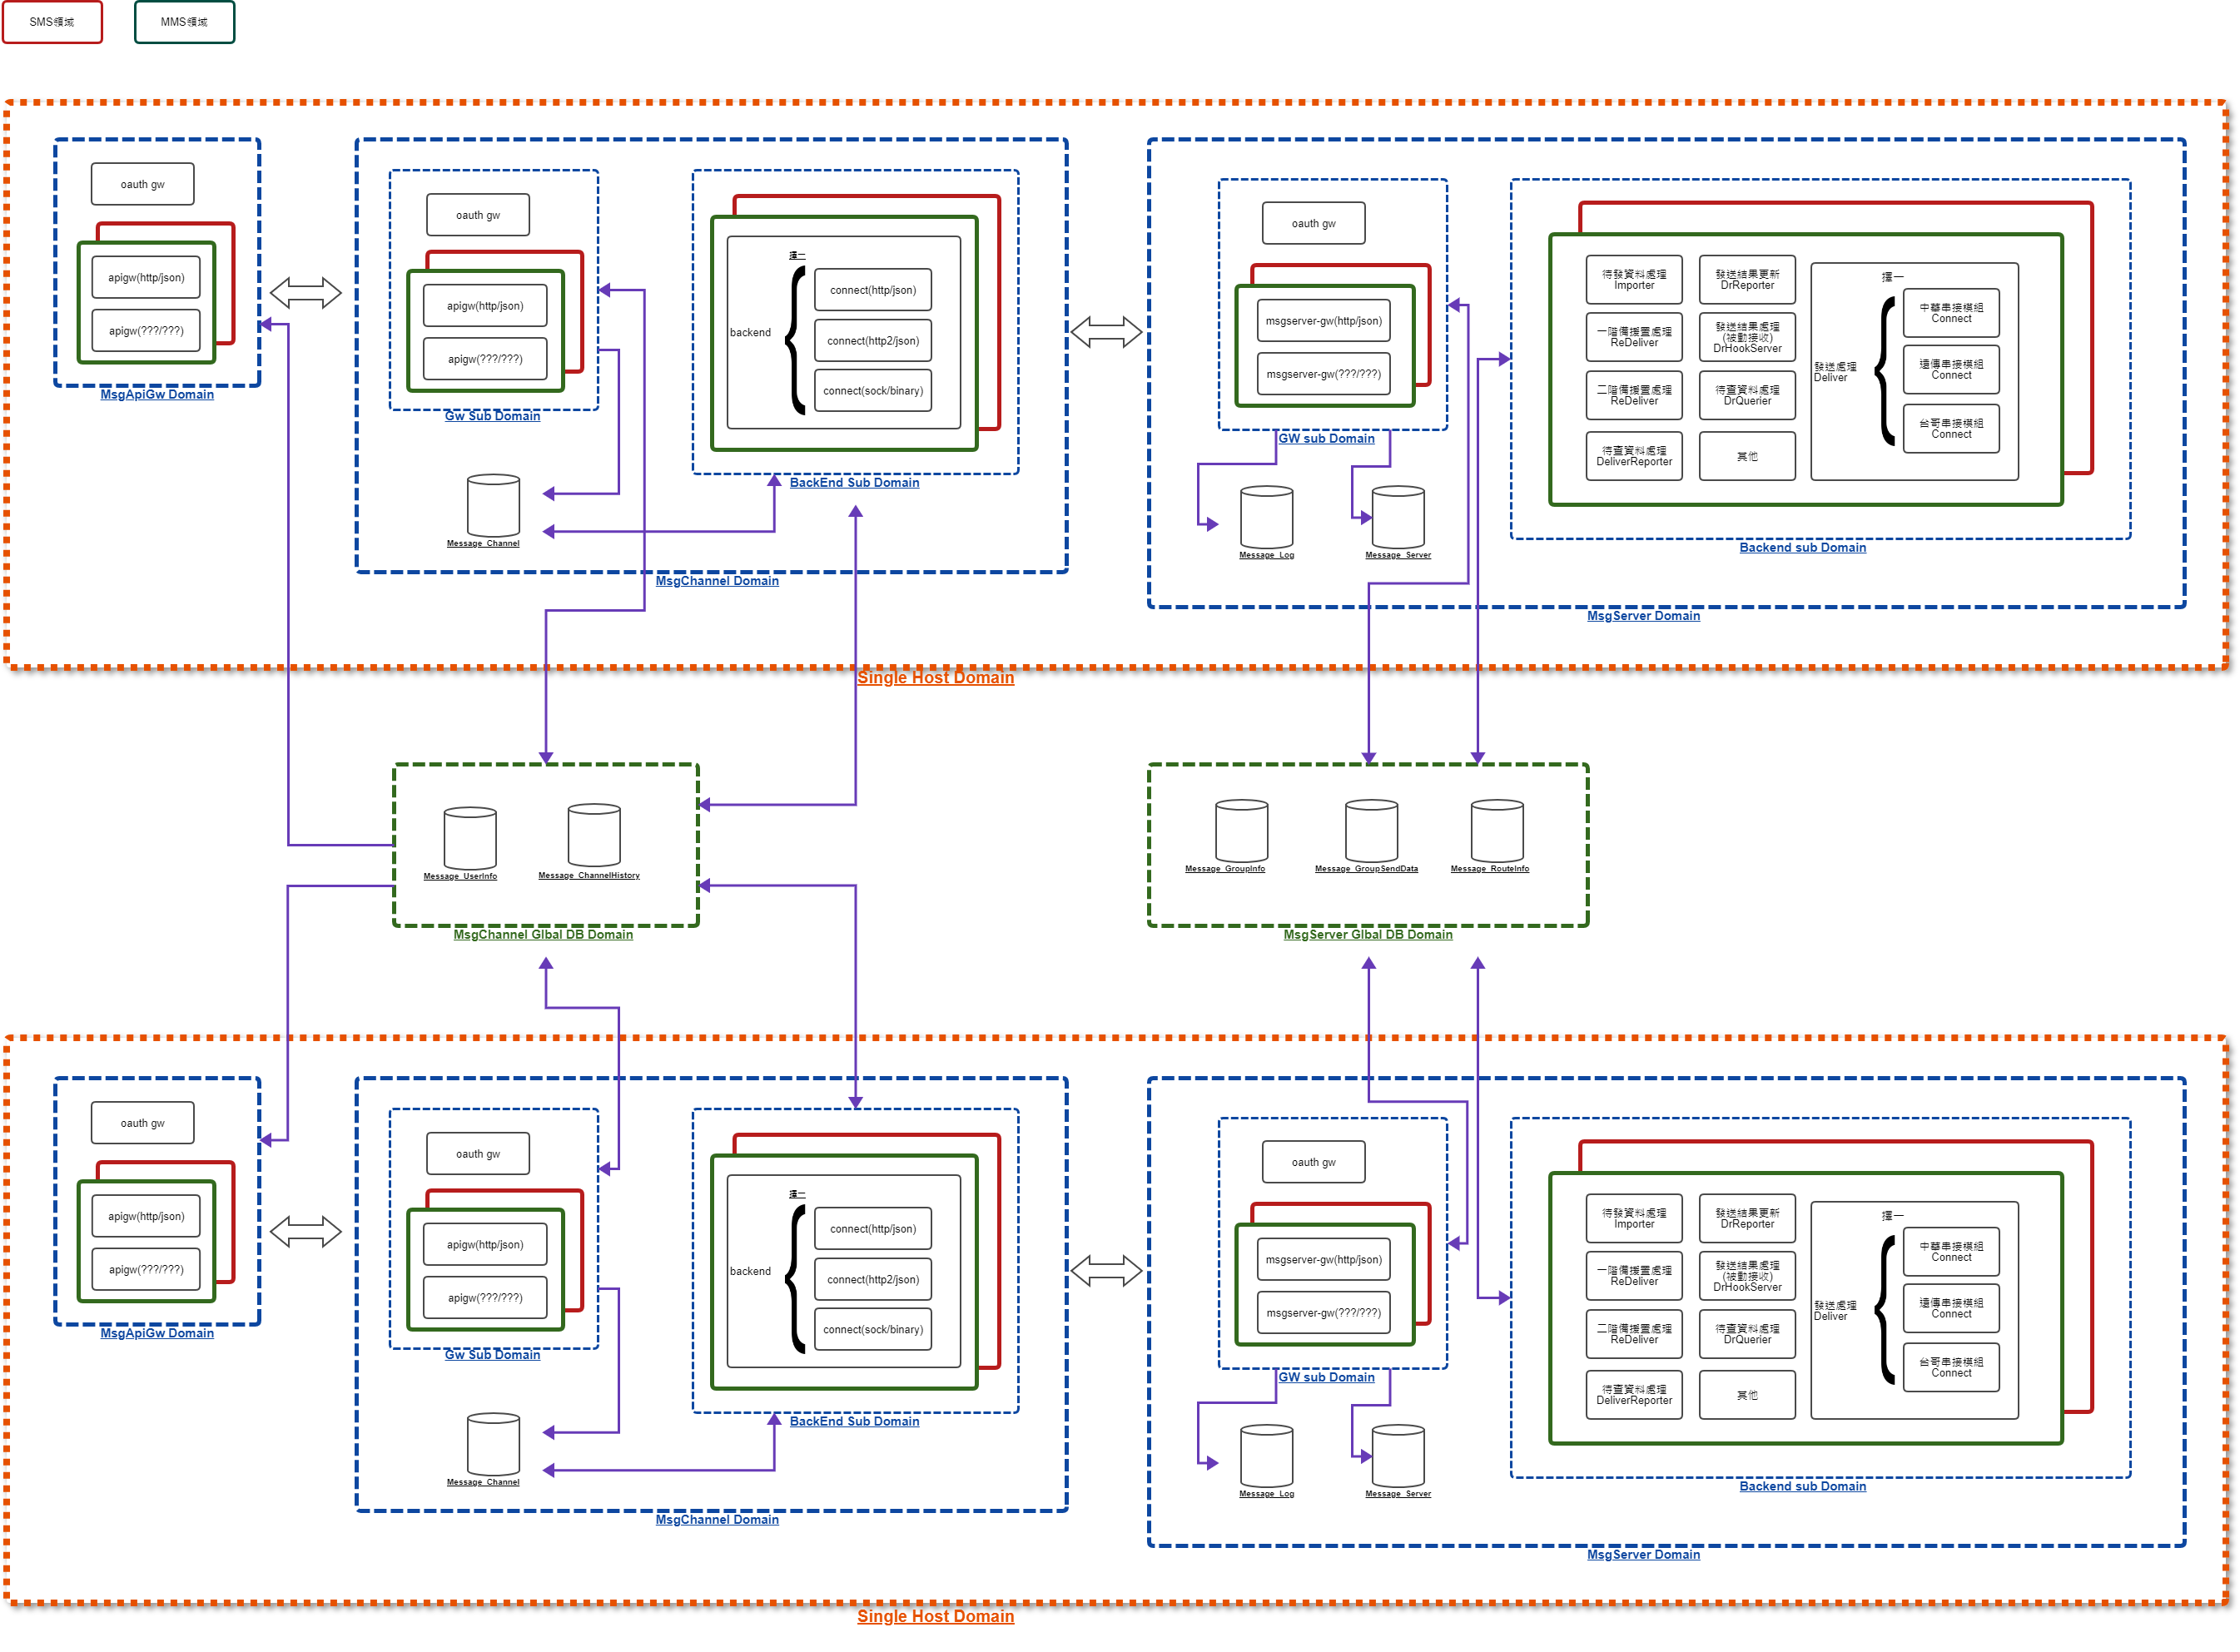 SMS領域
MMS領域
oauth gw
apigw(http/json)
apigw(???/???)
MsgApiGw Domain
oauth gw
apigw(http/json)
apigw(???/???)
Gw Sub Domain
Message_Channel
擇一
backend
connect(http/json)
connect(http2/json)
connect(sock/binary)
BackEnd Sub Domain
MsgChannel Domain
oauth gw
msgserver-gw(http/json)
msgserver-gw(???/???)
GW sub Domain
Message_Log
Message_Server
待發資料處理
Importer
發送結果更新
DrReporter
一階備援置處理
ReDeliver
發送結果處理
(被動接收)
DrHookServer
二階備援置處理
ReDeliver
待查資料處理
DrQuerier
待查資料處理
DeliverReporter
其他
擇一
發送處理
Deliver
中華串接模組
Connect
遠傳串接模組
Connect
台哥串接模組
Connect
Backend sub Domain
MsgServer Domain
Single Host Domain
Message_UserInfo
Message_ChannelHistory
MsgChannel Glbal DB Domain
Message_GroupInfo
Message_GroupSendData
Message_RouteInfo
MsgServer Glbal DB Domain
oauth gw
apigw(http/json)
apigw(???/???)
MsgApiGw Domain
oauth gw
apigw(http/json)
apigw(???/???)
Gw Sub Domain
Message_Channel
擇一
backend
connect(http/json)
connect(http2/json)
connect(sock/binary)
BackEnd Sub Domain
MsgChannel Domain
oauth gw
msgserver-gw(http/json)
msgserver-gw(???/???)
GW sub Domain
Message_Log
Message_Server
待發資料處理
Importer
發送結果更新
DrReporter
一階備援置處理
ReDeliver
發送結果處理
(被動接收)
DrHookServer
二階備援置處理
ReDeliver
待查資料處理
DrQuerier
待查資料處理
DeliverReporter
其他
擇一
發送處理
Deliver
中華串接模組
Connect
遠傳串接模組
Connect
台哥串接模組
Connect
Backend sub Domain
MsgServer Domain
Single Host Domain